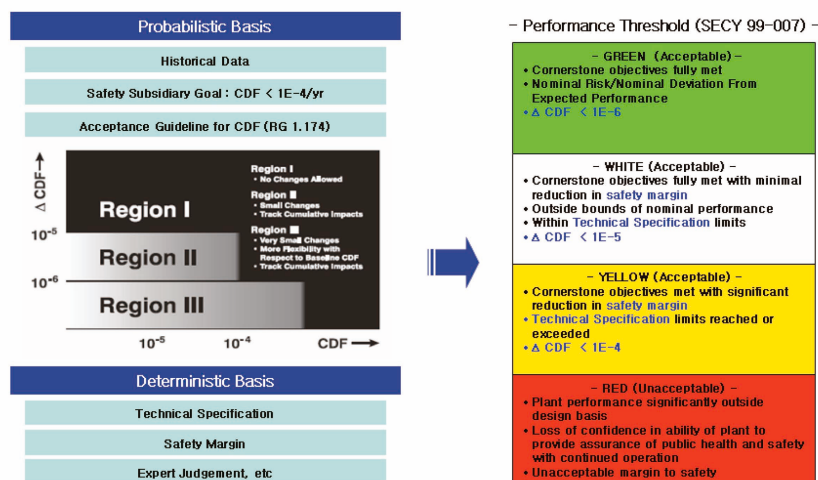 Probabilistic Basis
Historical Data
Safety Subsidiary Goal : CDF < 1E-4/yr
Acceptance Guideline for CDF (RG 1.174)
Δ CDF→
10⁻⁵
10⁻⁶
Region I
Region II
Region III
Region I
• No Changes Allowed
Region II
• Small Changes
• Track Cumulative Impacts
Region III
• Very Small Changes
• More Flexibility with
Respect to Baseline CDF
• Track Cumulative Impacts
10⁻⁵
10⁻⁴
CDF→
Deterministic Basis
Technical Specification
Safety Margin
Expert Judgement, etc
- Performance Threshold (SECY 99-007) -
- GREEN (Acceptable) -
• Cornerstone objectives fully met
• Nominal Risk/Nominal Deviation From
Expected Performance
• Δ CDF < 1E-6
- WHITE (Acceptable) -
• Cornerstone objectives fully met with minimal
reduction in safety margin
• Outside bounds of nominal performance
• Within Technical Specification limits
• Δ CDF < 1E-5
- YELLOW (Acceptable) -
• Cornerstone objectives met with significant
reduction in safety margin
• Technical Specification limits reached or
exceeded
• Δ CDF < 1E-4
- RED (Unacceptable) -
• Plant performance significantly outside
design basis
• Loss of confidence in ability of plant to
provide assurance of public health and safety
with continued operation
• Unacceptable margin to safety